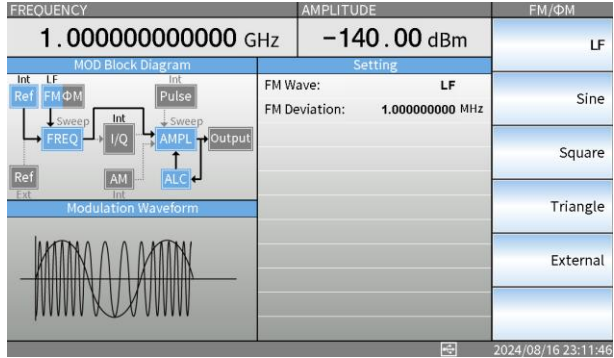 FREQUENCY AMPLITUDE FM/ΦM
1.000000000000 GHz −140.00 dBm
LF
Sine
Square
Triangle
External
MOD Block Diagram
Int LF Int
Ref FM ΦM Pulse
Sweep Int Sweep
FREQ I/Q AMPL Output
Ref AM ALC
Ext Int
Modulation Waveform
Setting
FM Wave: LF
FM Deviation: 1.000000000 MHz
2024/08/16 23:11:46